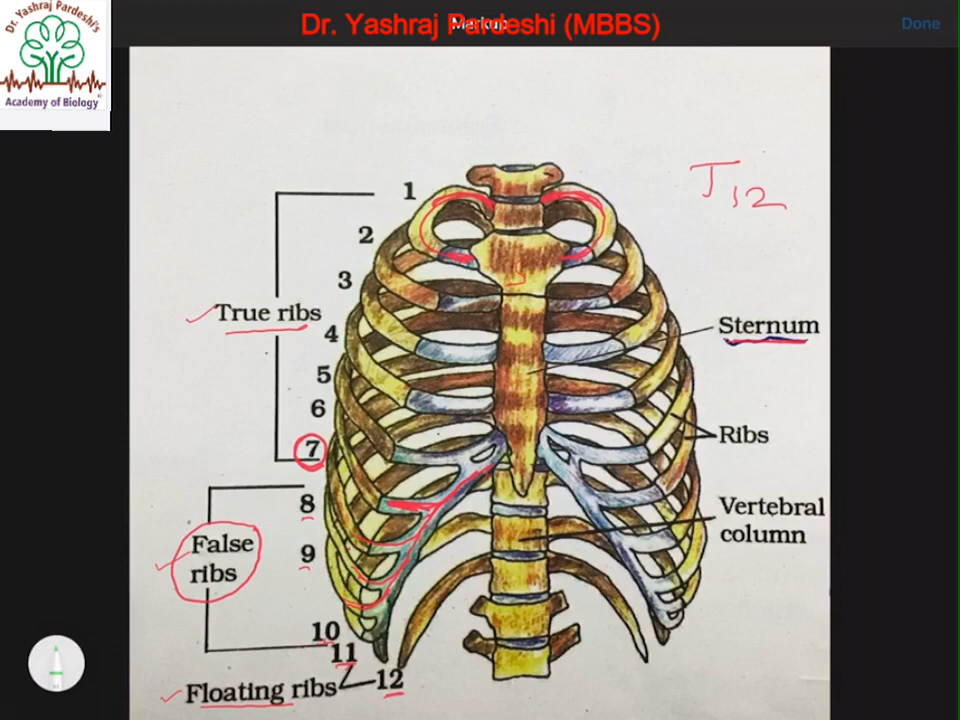 Dr. Yashraj Pardeshi's
Academy of Biology
Dr. Yashraj Pardeshi (MBBS)
Markup
Done
T12
1
2
3
True ribs
4
Sternum
5
6
Ribs
7
8
Vertebral
column
False
ribs
9
10
11
Floating ribs
12